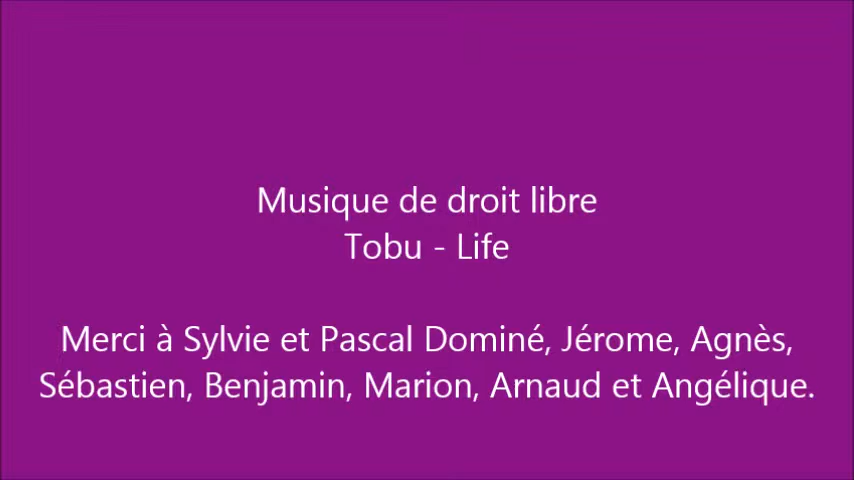 Musique de droit libre
Tobu - Life
Merci à Sylvie et Pascal Dominé, Jérome, Agnès,
Sébastien, Benjamin, Marion, Arnaud et Angélique.